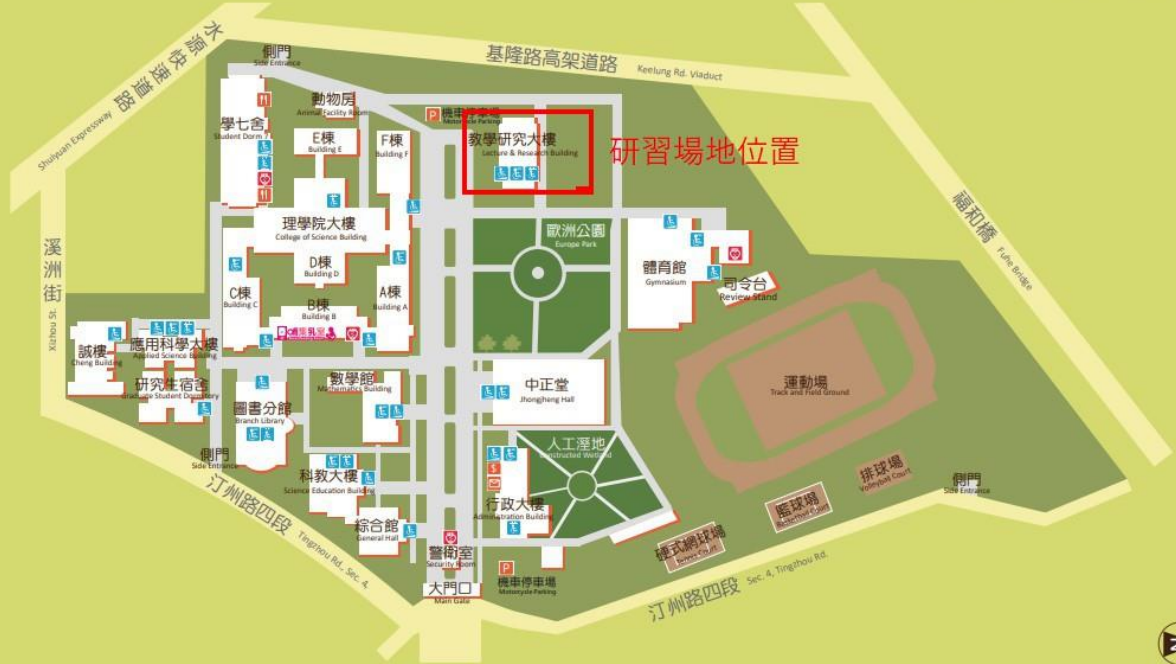 水源快速道路
Shuiyuan Expressway
側門
Side Entrance
基隆路高架道路
Keelung Rd. Viaduct
動物房
Animal Facility Room
機車停車場
Motorcycle Parking
學七舍
Student Dorm 7
E棟
Building E
F棟
Building F
教學研究大樓
Lecture & Research Building
研習場地位置
福和橋
Fuhe Bridge
理學院大樓
College of Science Building
歐洲公園
Europe Park
溪洲街
Xizhou St.
D棟
Building D
體育館
Gymnasium
司令台
Review Stand
C棟
Building C
B棟
Building B
A棟
Building A
哺集乳室
誠樓
Cheng Building
應用科學大樓
Applied Science Building
研究生宿舍
Graduate Student Dormitory
數學館
Mathematics Building
中正堂
Jhongjheng Hall
運動場
Track and Field Ground
圖書分館
Branch Library
側門
Side Entrance
人工溼地
Constructed Wetland
科教大樓
Science Education Building
行政大樓
Administration Building
排球場
Volleyball Court
側門
Side Entrance
籃球場
Basketball Court
綜合館
General Hall
硬式網球場
Tennis Court
汀州路四段
Tingzhou Rd., Sec. 4,
警衛室
Security Room
P
機車停車場
Motorcycle Parking
大門口
Main Gate
汀州路四段
Sec. 4, Tingzhou Rd.